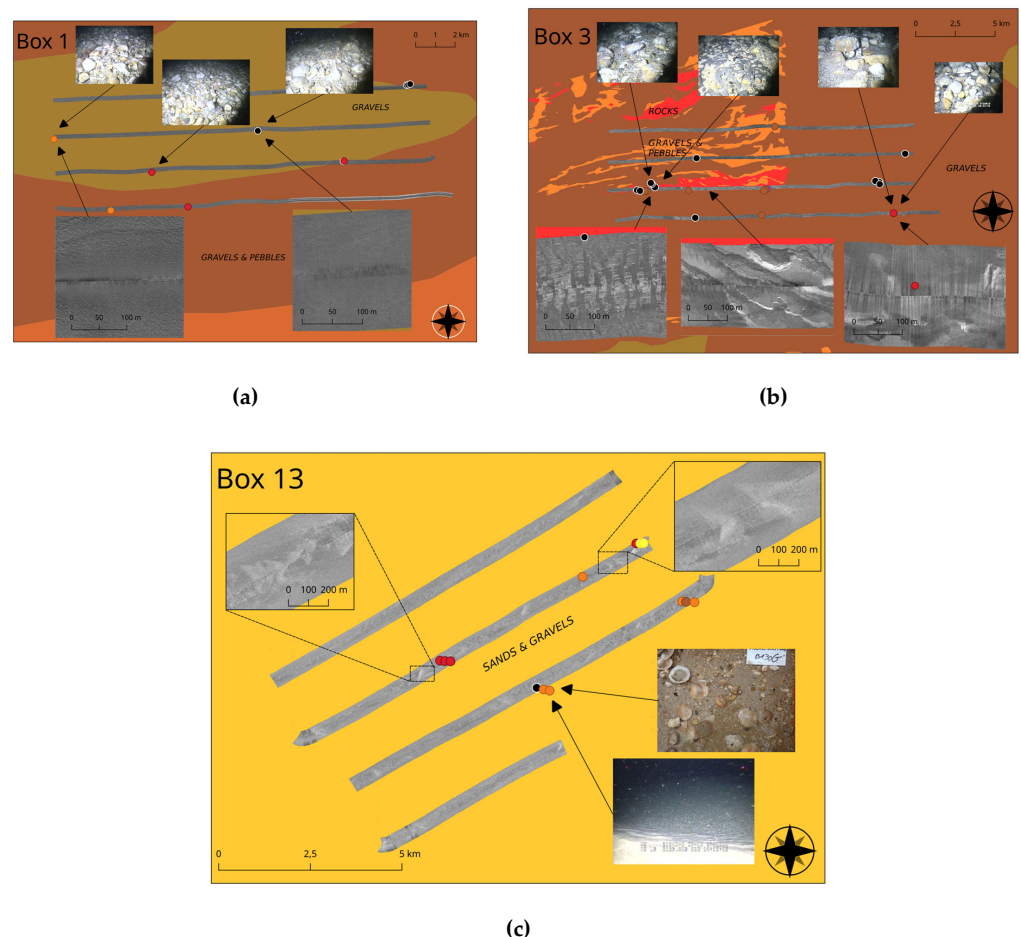 Box 1
0 1 2 km
GRAVELS
GRAVELS & PEBBLES
0 50 100 m
0 50 100 m
(a)
Box 3
0 2,5 5 km
ROCKS
GRAVELS &
PEBBLES
GRAVELS
0 50 100 m
0 50 100 m
0 50 100 m
(b)
Box 13
0 100 200 m
0 100 200 m
SANDS & GRAVELS
0 2,5 5 km
(c)